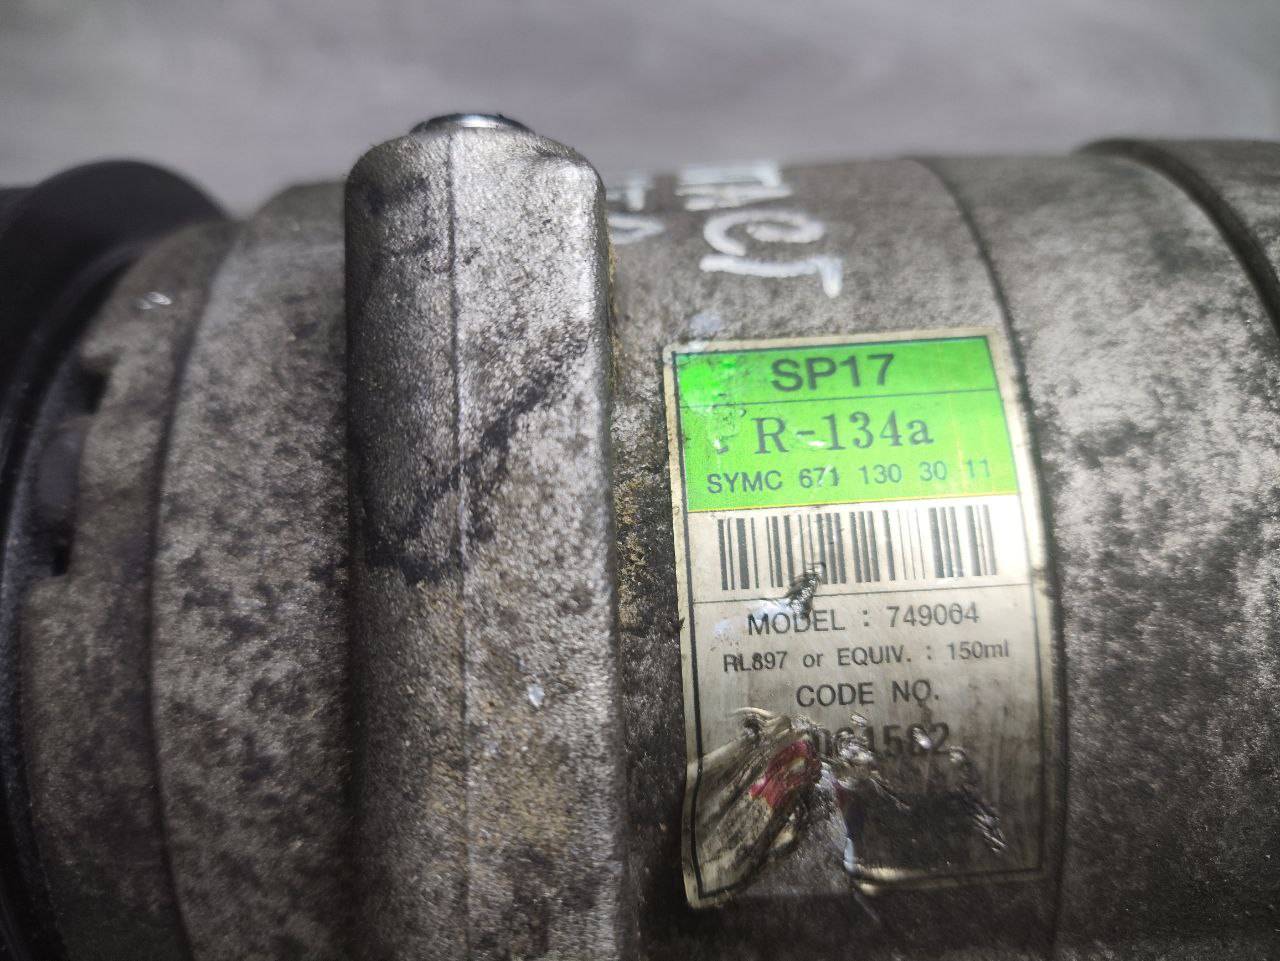 SP17
R-134a
SYMC 671 130 30 11
MODEL : 749064
RL897 or EQUIV. : 150ml
CODE NO.